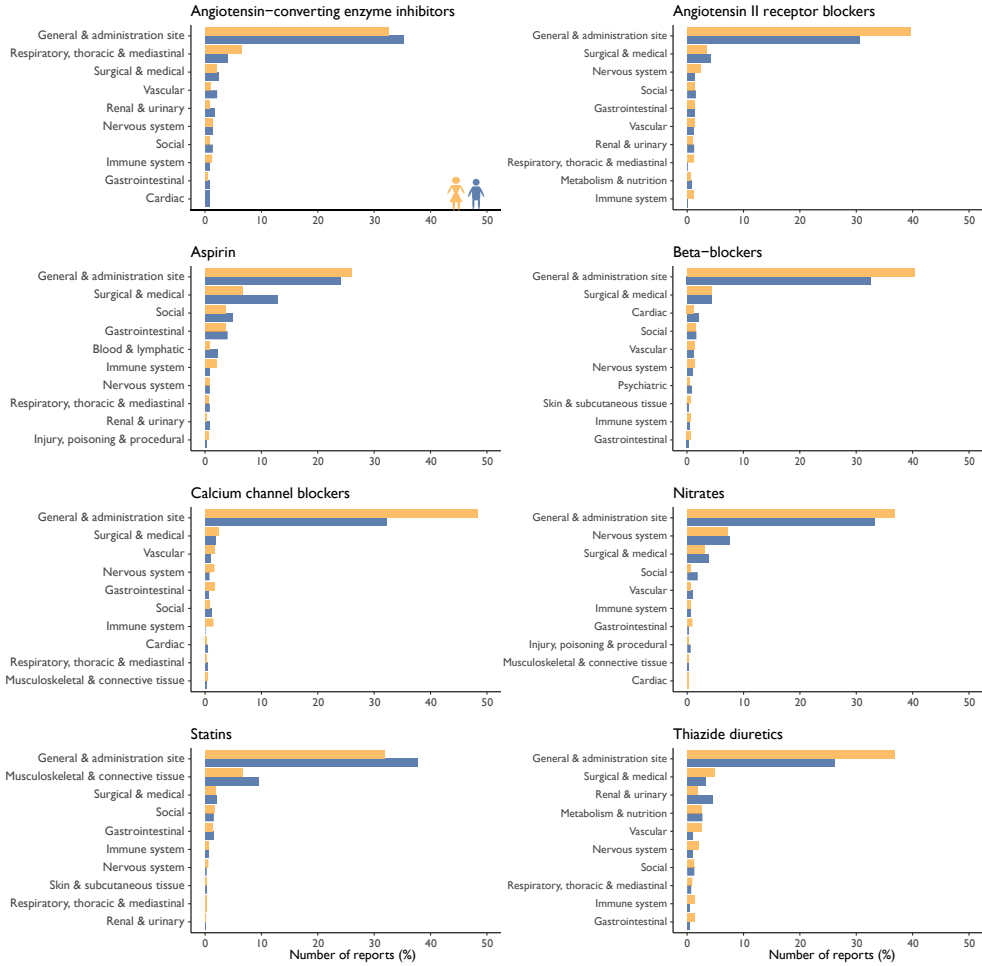 Angiotensin−converting enzyme inhibitors
General & administration site
Respiratory, thoracic & mediastinal
Surgical & medical
Vascular
Renal & urinary
Nervous system
Social
Immune system
Gastrointestinal
Cardiac
0 10 20 30 40 50
Angiotensin II receptor blockers
General & administration site
Surgical & medical
Nervous system
Social
Gastrointestinal
Vascular
Renal & urinary
Respiratory, thoracic & mediastinal
Metabolism & nutrition
Immune system
0 10 20 30 40 50
Aspirin
General & administration site
Surgical & medical
Social
Gastrointestinal
Blood & lymphatic
Immune system
Nervous system
Respiratory, thoracic & mediastinal
Renal & urinary
Injury, poisoning & procedural
0 10 20 30 40 50
Beta−blockers
General & administration site
Surgical & medical
Cardiac
Social
Vascular
Nervous system
Psychiatric
Skin & subcutaneous tissue
Immune system
Gastrointestinal
0 10 20 30 40 50
Calcium channel blockers
General & administration site
Surgical & medical
Vascular
Nervous system
Gastrointestinal
Social
Immune system
Cardiac
Respiratory, thoracic & mediastinal
Musculoskeletal & connective tissue
0 10 20 30 40 50
Nitrates
General & administration site
Nervous system
Surgical & medical
Social
Vascular
Immune system
Gastrointestinal
Injury, poisoning & procedural
Musculoskeletal & connective tissue
Cardiac
0 10 20 30 40 50
Statins
General & administration site
Musculoskeletal & connective tissue
Surgical & medical
Social
Gastrointestinal
Immune system
Nervous system
Skin & subcutaneous tissue
Respiratory, thoracic & mediastinal
Renal & urinary
0 10 20 30 40 50
Number of reports (%)
Thiazide diuretics
General & administration site
Surgical & medical
Renal & urinary
Metabolism & nutrition
Vascular
Nervous system
Social
Respiratory, thoracic & mediastinal
Immune system
Gastrointestinal
0 10 20 30 40 50
Number of reports (%)